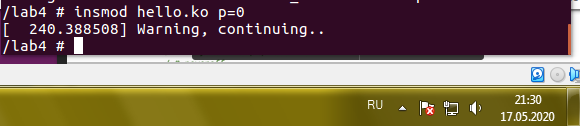 /lab4 # insmod hello.ko p=0
[  240.388508] Warning, continuing..
/lab4 #
RU
21:30
17.05.2020